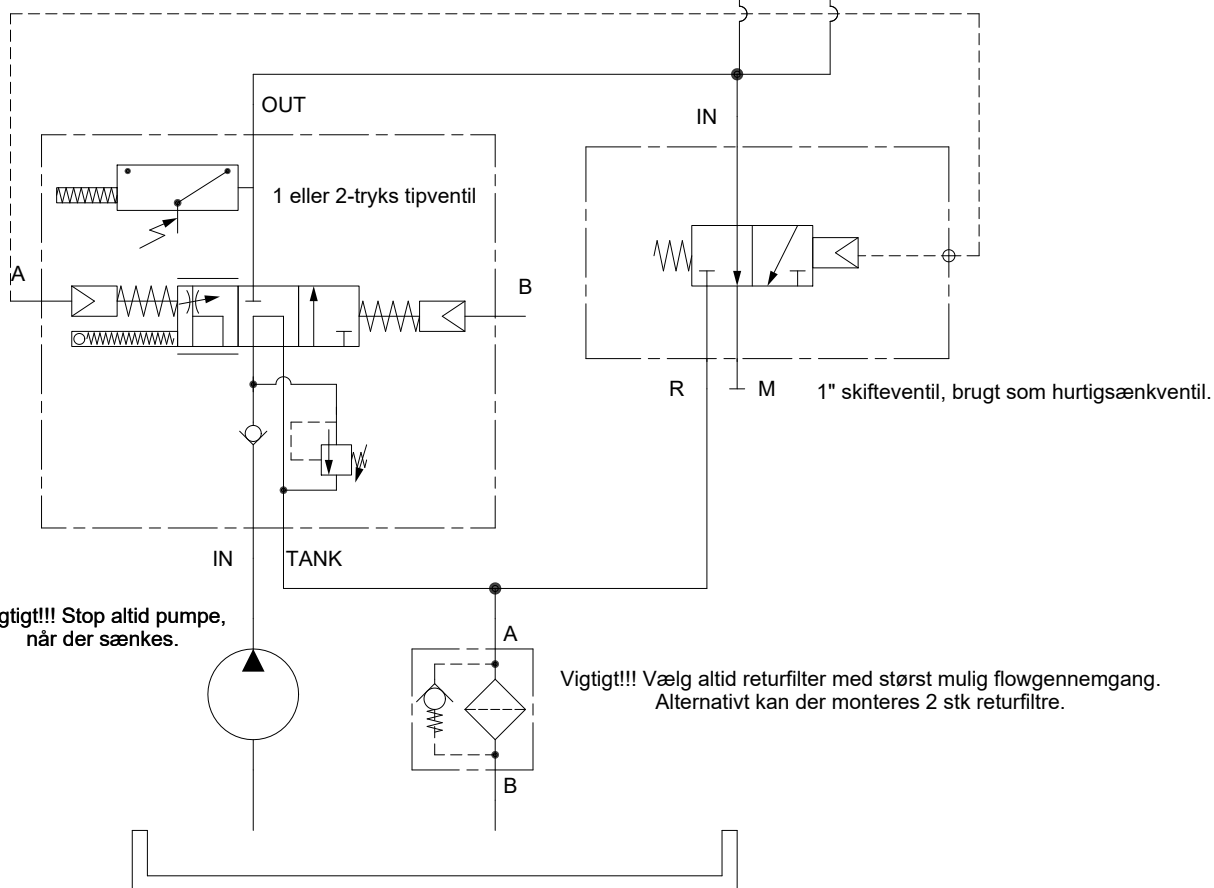 OUT
IN
1 eller 2-tryks tipventil
A
B
R
M
1" skifteventil, brugt som hurtigsænkventil.
IN
TANK
gtigt!!! Stop altid pumpe,
når der sænkes.
A
Vigtigt!!! Vælg altid returfilter med størst mulig flowgennemgang.
Alternativt kan der monteres 2 stk returfiltre.
B